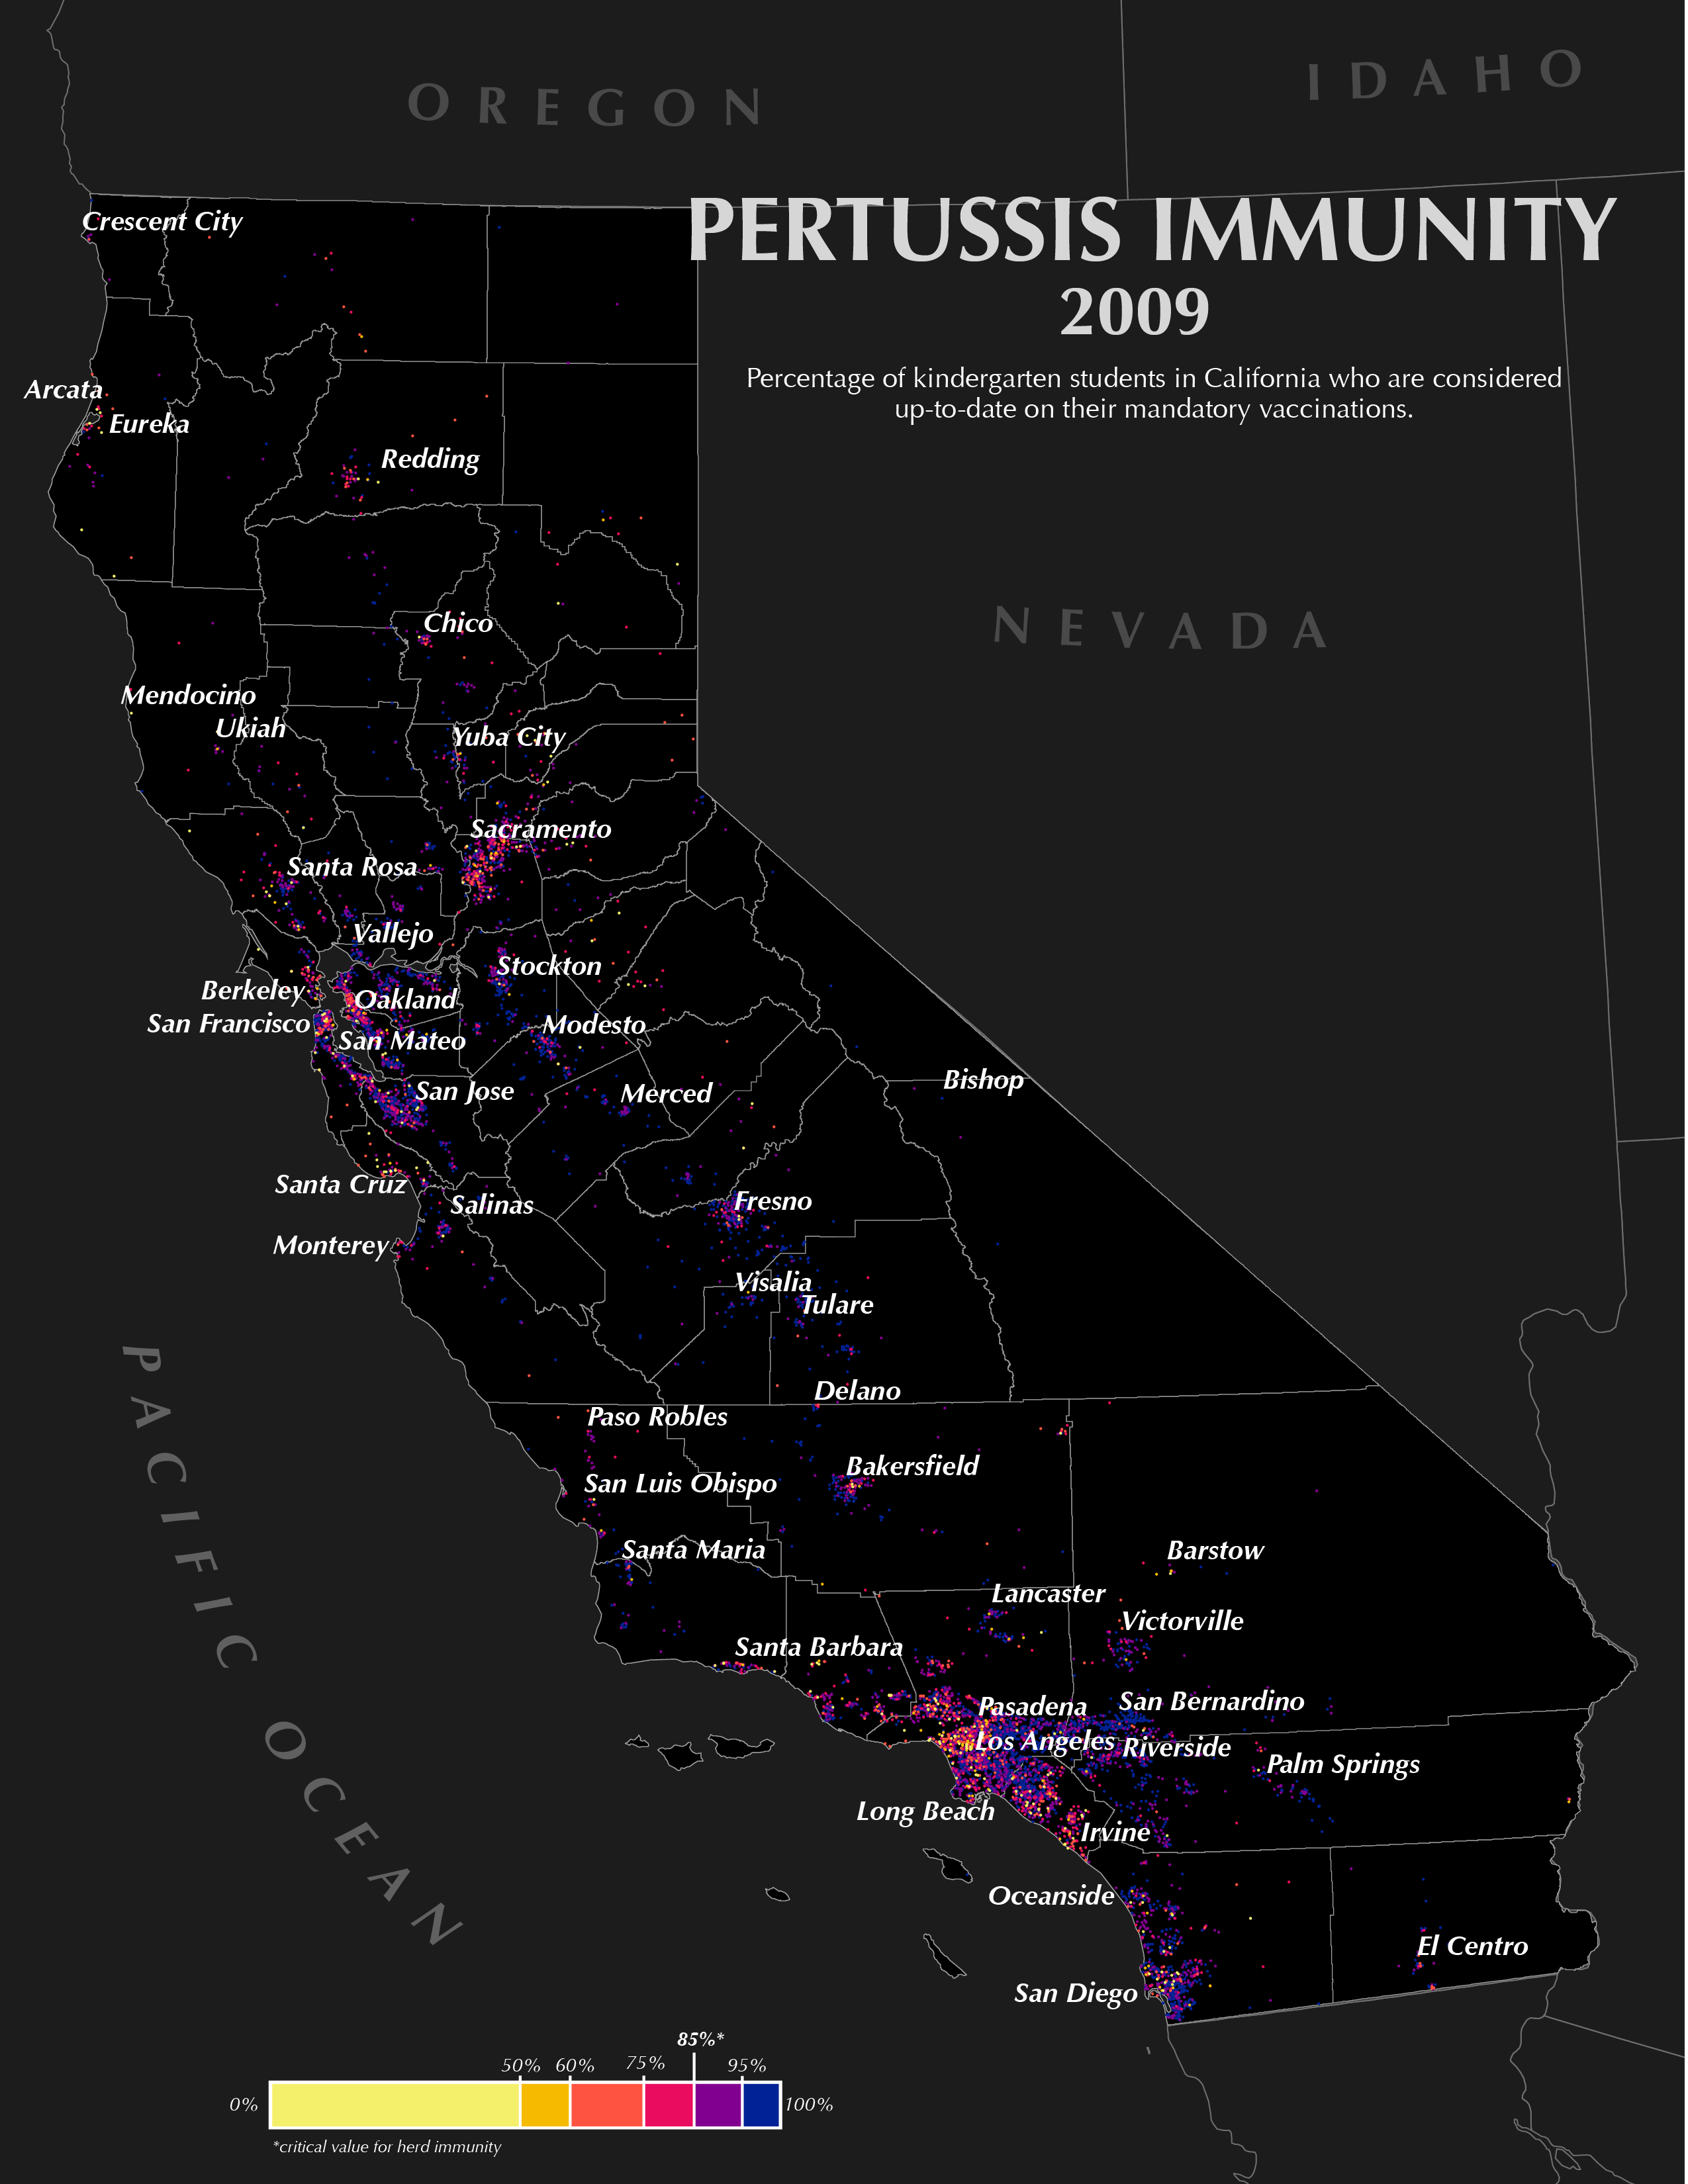 OREGON
IDAHO
PERTUSSIS IMMUNITY
2009
Percentage of kindergarten students in California who are considered
up-to-date on their mandatory vaccinations.
Crescent City
Arcata
Eureka
Redding
NEVADA
Chico
Mendocino
Ukiah
Yuba City
Sacramento
Santa Rosa
Vallejo
Stockton
Berkeley
Oakland
San Francisco
Modesto
San Mateo
Bishop
San Jose
Merced
Santa Cruz
Salinas
Fresno
Monterey
Visalia
Tulare
PACIFIC OCEAN
Delano
Paso Robles
Bakersfield
San Luis Obispo
Santa Maria
Barstow
Lancaster
Victorville
Santa Barbara
Pasadena
San Bernardino
Los Angeles
Riverside
Palm Springs
Long Beach
Irvine
Oceanside
El Centro
San Diego
85%*
50% 60% 75% 95%
0% 100%
*critical value for herd immunity